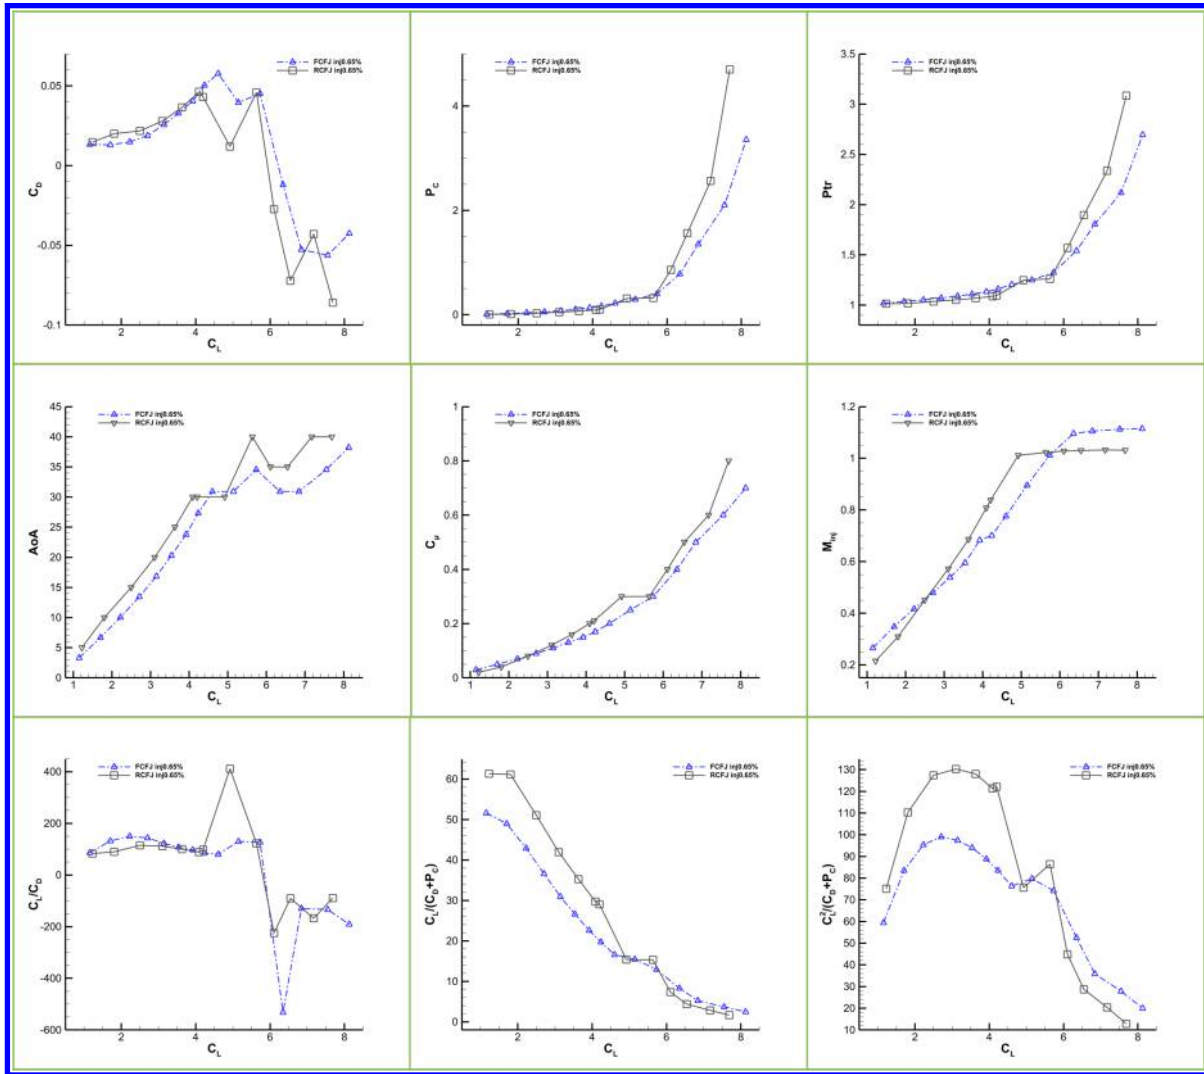 FCFJ inj0.65%
RCFJ inj0.65%
0.05
0
-0.05
-0.1
C_D
2 4 6 8
C_L
FCFJ inj0.65%
RCFJ inj0.65%
4
2
0
P_C
2 4 6 8
C_L
FCFJ inj0.65%
RCFJ inj0.65%
3.5
3
2.5
2
1.5
1
Ptr
2 4 6 8
C_L
FCFJ inj0.65%
RCFJ inj0.65%
45
40
35
30
25
20
15
10
5
0
AoA
1 2 3 4 5 6 7 8
C_L
FCFJ inj0.65%
RCFJ inj0.65%
1
0.8
0.6
0.4
0.2
0
C_μ
1 2 3 4 5 6 7 8
C_L
FCFJ inj0.65%
RCFJ inj0.65%
1.2
1
0.8
0.6
0.4
0.2
M_inj
1 2 3 4 5 6 7 8
C_L
FCFJ inj0.65%
RCFJ inj0.65%
400
200
0
-200
-400
-600
C_L/C_D
2 4 6 8
C_L
FCFJ inj0.65%
RCFJ inj0.65%
60
50
40
30
20
10
0
C_L/(C_D+P_C)
2 4 6 8
C_L
FCFJ inj0.65%
RCFJ inj0.65%
130
120
110
100
90
80
70
60
50
40
30
20
10
C_L^2/(C_D+P_C)
2 4 6 8
C_L